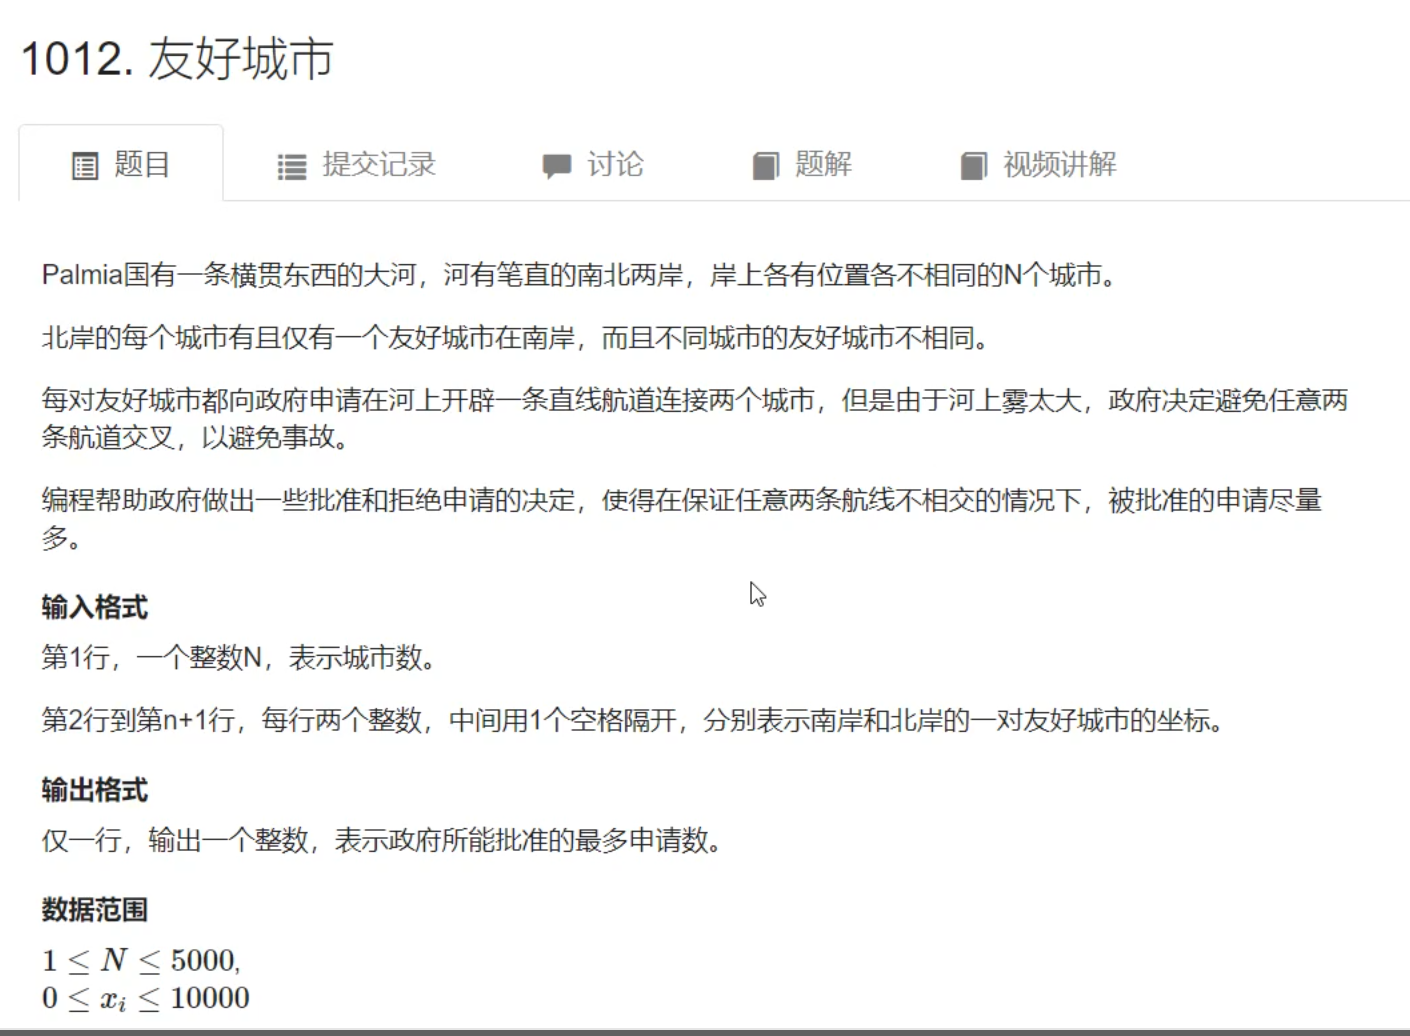 1012. 友好城市
题目 提交记录 讨论 题解 视频讲解
Palmia国有一条横贯东西的大河，河有笔直的南北两岸，岸上各有位置各不相同的N个城市。
北岸的每个城市有且仅有一个友好城市在南岸，而且不同城市的友好城市不相同。
每对友好城市都向政府申请在河上开辟一条直线航道连接两个城市，但是由于河上雾太大，政府决定避免任意两
条航道交叉，以避免事故。
编程帮助政府做出一些批准和拒绝申请的决定，使得在保证任意两条航线不相交的情况下，被批准的申请尽量
多。
输入格式
第1行，一个整数N，表示城市数。
第2行到第n+1行，每行两个整数，中间用1个空格隔开，分别表示南岸和北岸的一对友好城市的坐标。
输出格式
仅一行，输出一个整数，表示政府所能批准的最多申请数。
数据范围
1 ≤ N ≤ 5000,
0 ≤ xᵢ ≤ 10000